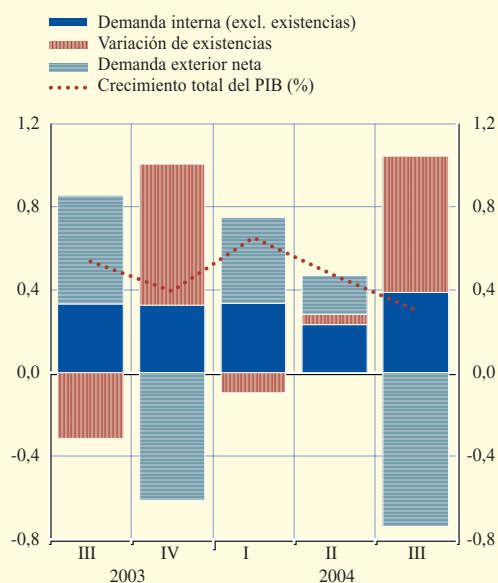 Demanda interna (excl. existencias)
Variación de existencias
Demanda exterior neta
Crecimiento total del PIB (%)
1,2 1,2
0,8 0,8
0,4 0,4
0,0 0,0
-0,4 -0,4
-0,8 -0,8
III IV I II III
2003 2004